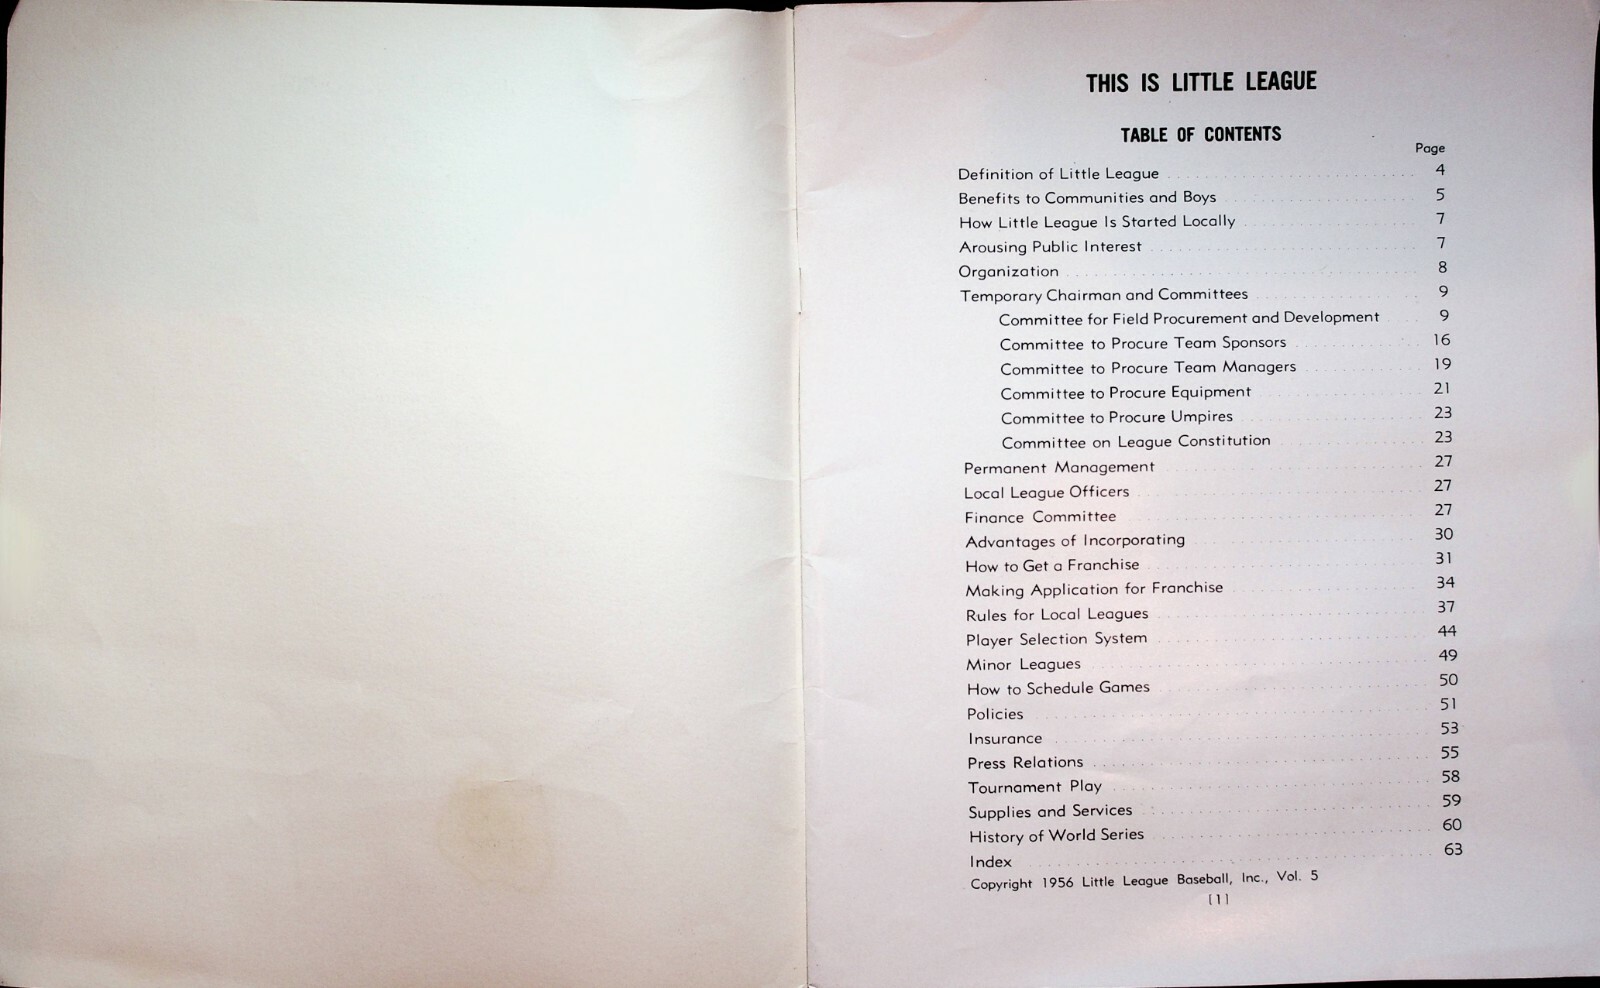 THIS IS LITTLE LEAGUE
TABLE OF CONTENTS
Page
Definition of Little League 4
Benefits to Communities and Boys 5
How Little League Is Started Locally 7
Arousing Public Interest 7
Organization 8
Temporary Chairman and Committees 9
Committee for Field Procurement and Development 9
Committee to Procure Team Sponsors 16
Committee to Procure Team Managers 19
Committee to Procure Equipment 21
Committee to Procure Umpires 23
Committee on League Constitution 23
Permanent Management 27
Local League Officers 27
Finance Committee 27
Advantages of Incorporating 30
How to Get a Franchise 31
Making Application for Franchise 34
Rules for Local Leagues 37
Player Selection System 44
Minor Leagues 49
How to Schedule Games 50
Policies 51
Insurance 53
Press Relations 55
Tournament Play 58
Supplies and Services 59
History of World Series 60
Index 63
Copyright 1956 Little League Baseball, Inc., Vol. 5
[1]